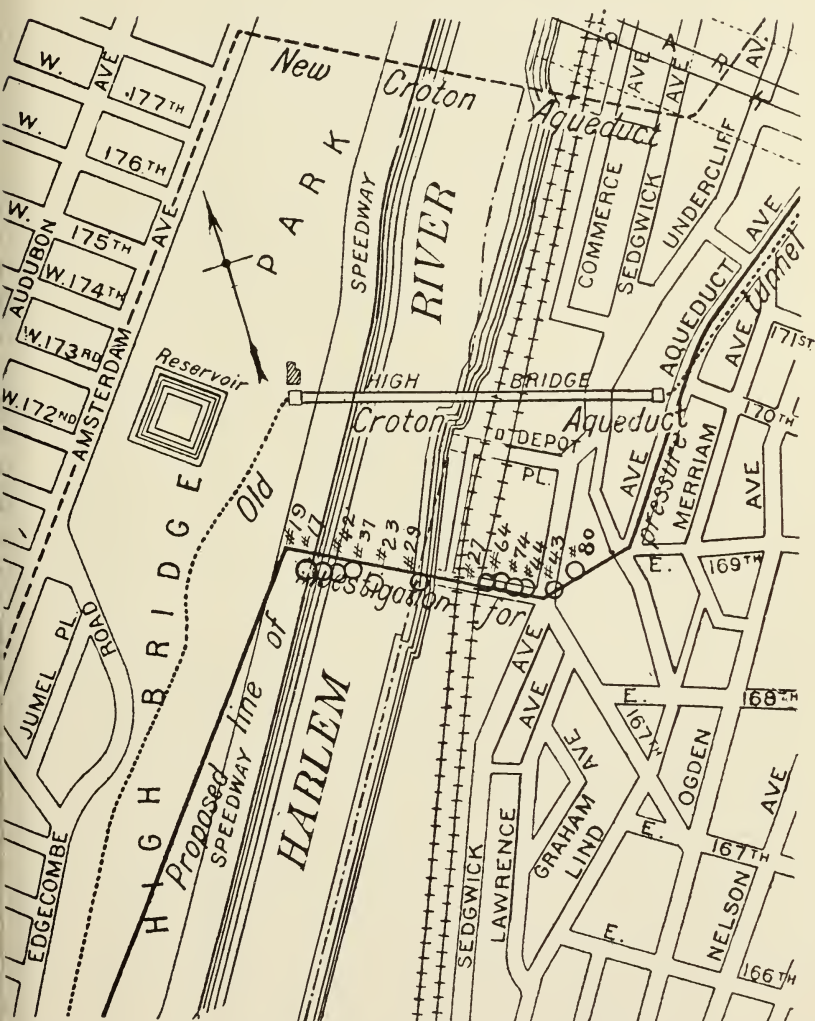 New
Croton
Aqueduct
PARK
AV.
W.
AVE
177TH
W.
176TH
W.
175TH
AUDUBON
W.174TH
W.173RD
W.172ND
AMSTERDAM
AVE.
PARK
SPEEDWAY
RIVER
AVE
AVE
COMMERCE
SEDGWICK
UNDERCLIFF
AVE
AQUEDUCT
tunnel
171ST
170TH
Reservoir
HIGH BRIDGE
Croton Aqueduct
Old
DEPOT
PL.
AVE
pressure
MERRIAM
AVE
AVE
#19
#17
#42
#37
#23
#29
#27
#64
#74
#44
#43
#80
E. 169TH
Proposed line of investigation for
HIGH BRIDGE
ROAD
JUMEL PL.
EDGECOMBE
SPEEDWAY
HARLEM
AVE
AVE
E. 168TH
167TH
OGDEN
AVE
AVE
GRAHAM
LIND
E.
167TH
SEDGWICK
LAWRENCE
NELSON
E.
166TH